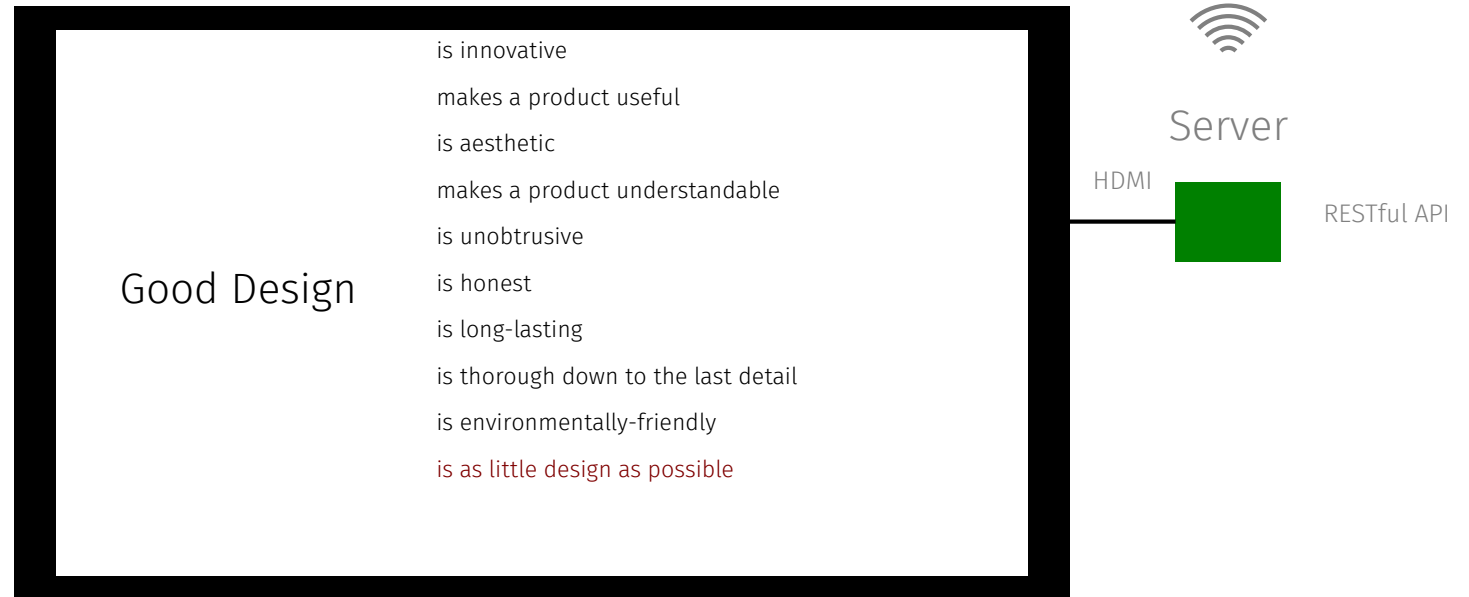 is innovative
makes a product useful
is aesthetic
makes a product understandable
is unobtrusive
Good Design
is honest
is long-lasting
is thorough down to the last detail
is environmentally-friendly
is as little design as possible
Server
HDMI
RESTful API